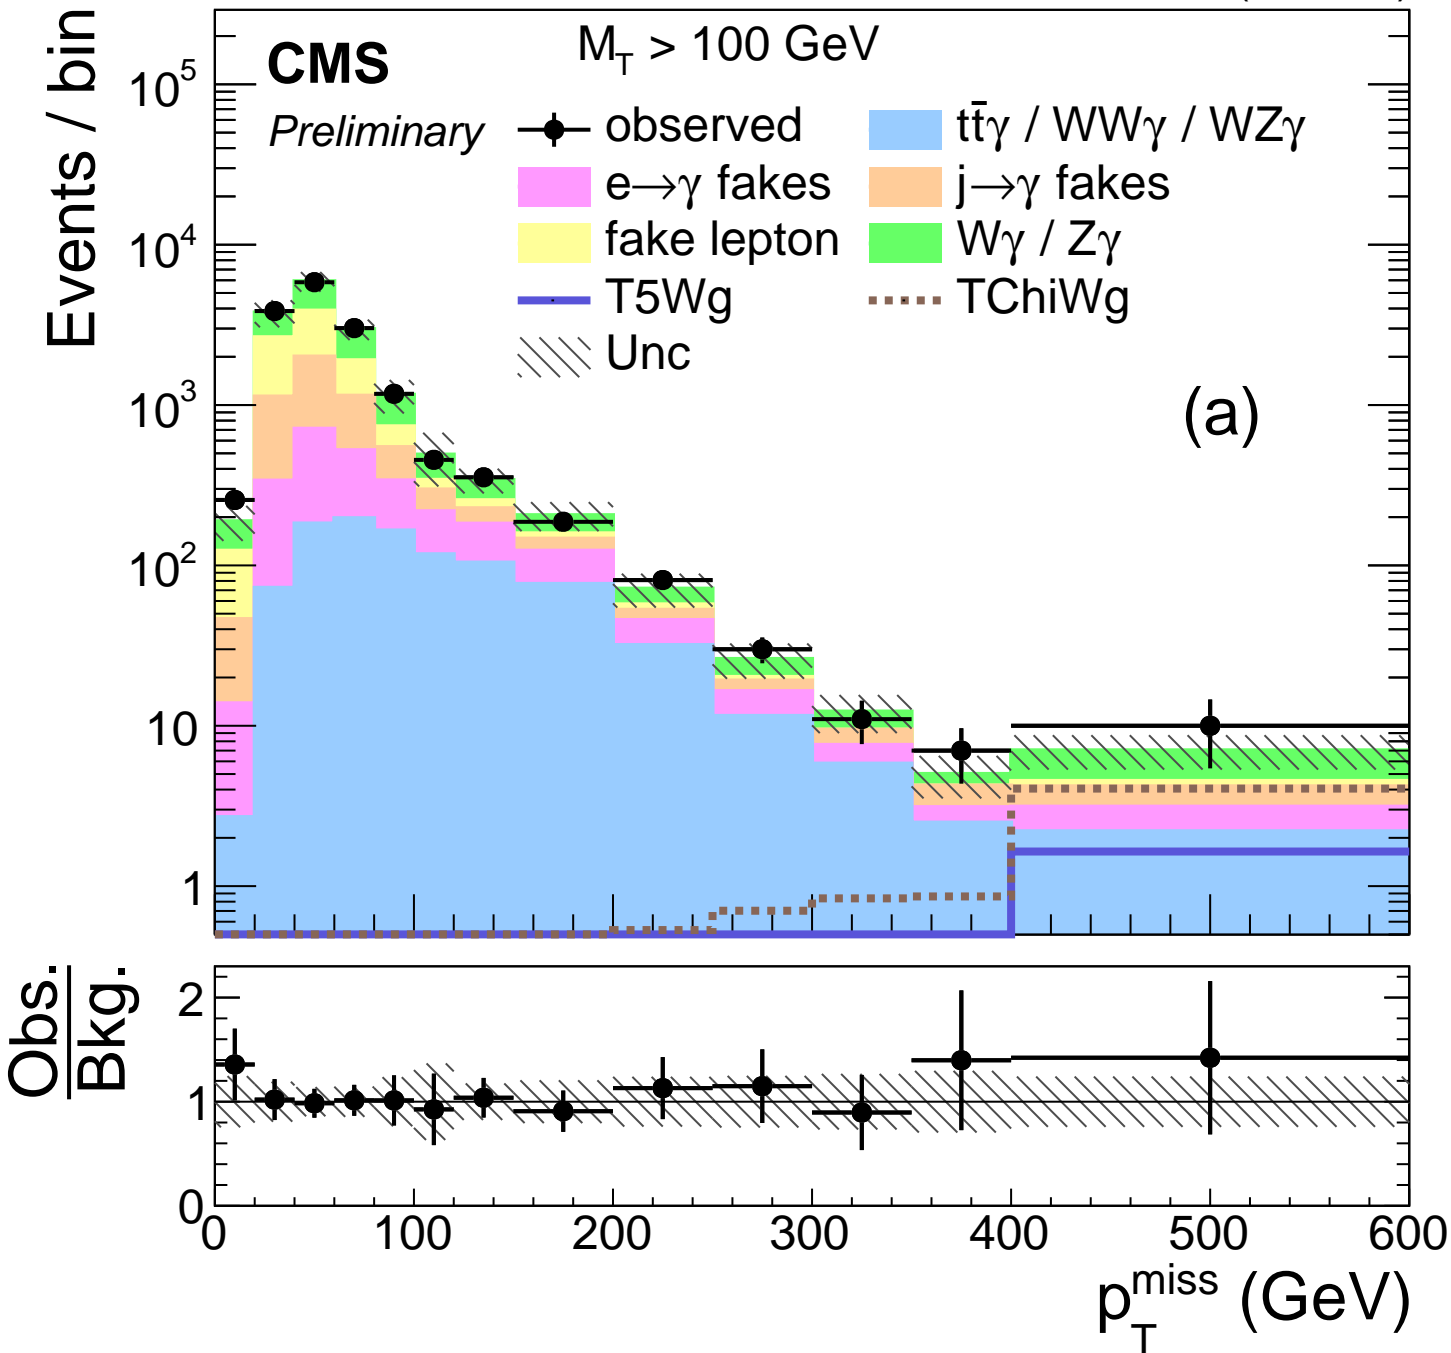 CMS
Preliminary
M_T > 100 GeV
observed
tt̄γ / WWγ / WZγ
e→γ fakes
j→γ fakes
fake lepton
Wγ / Zγ
T5Wg
TChiWg
Unc
(a)
Events / bin
10^5
10^4
10^3
10^2
10
1
Obs.
Bkg.
2
1
0
0 100 200 300 400 500 600
p_T^miss (GeV)